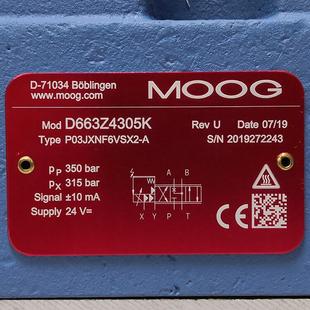 D-71034 Böblingen
www.moog.com
MOOG
Mod D663Z4305K
Rev U Date 07/19
Type P03JXNF6VSX2-A
S/N 2019272243
pP 350 bar
pX 315 bar
Signal ±10 mA
Supply 24 V⎓
A B
X Y P T
CE